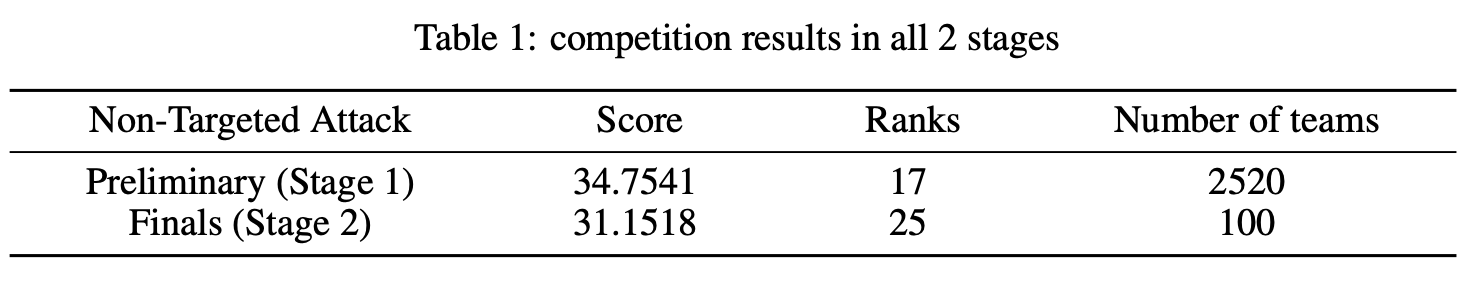 Table 1: competition results in all 2 stages
Non-Targeted Attack Score Ranks Number of teams
Preliminary (Stage 1) 34.7541 17 2520
Finals (Stage 2) 31.1518 25 100